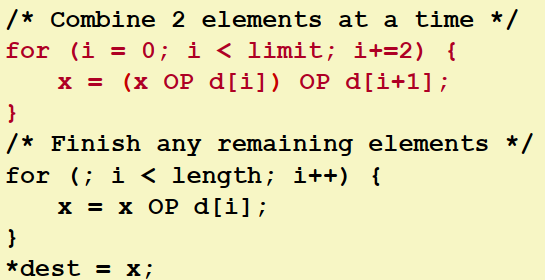 /* Combine 2 elements at a time */
for (i = 0; i < limit; i+=2) {
x = (x OP d[i]) OP d[i+1];
}
/* Finish any remaining elements */
for (; i < length; i++) {
x = x OP d[i];
}
*dest = x;